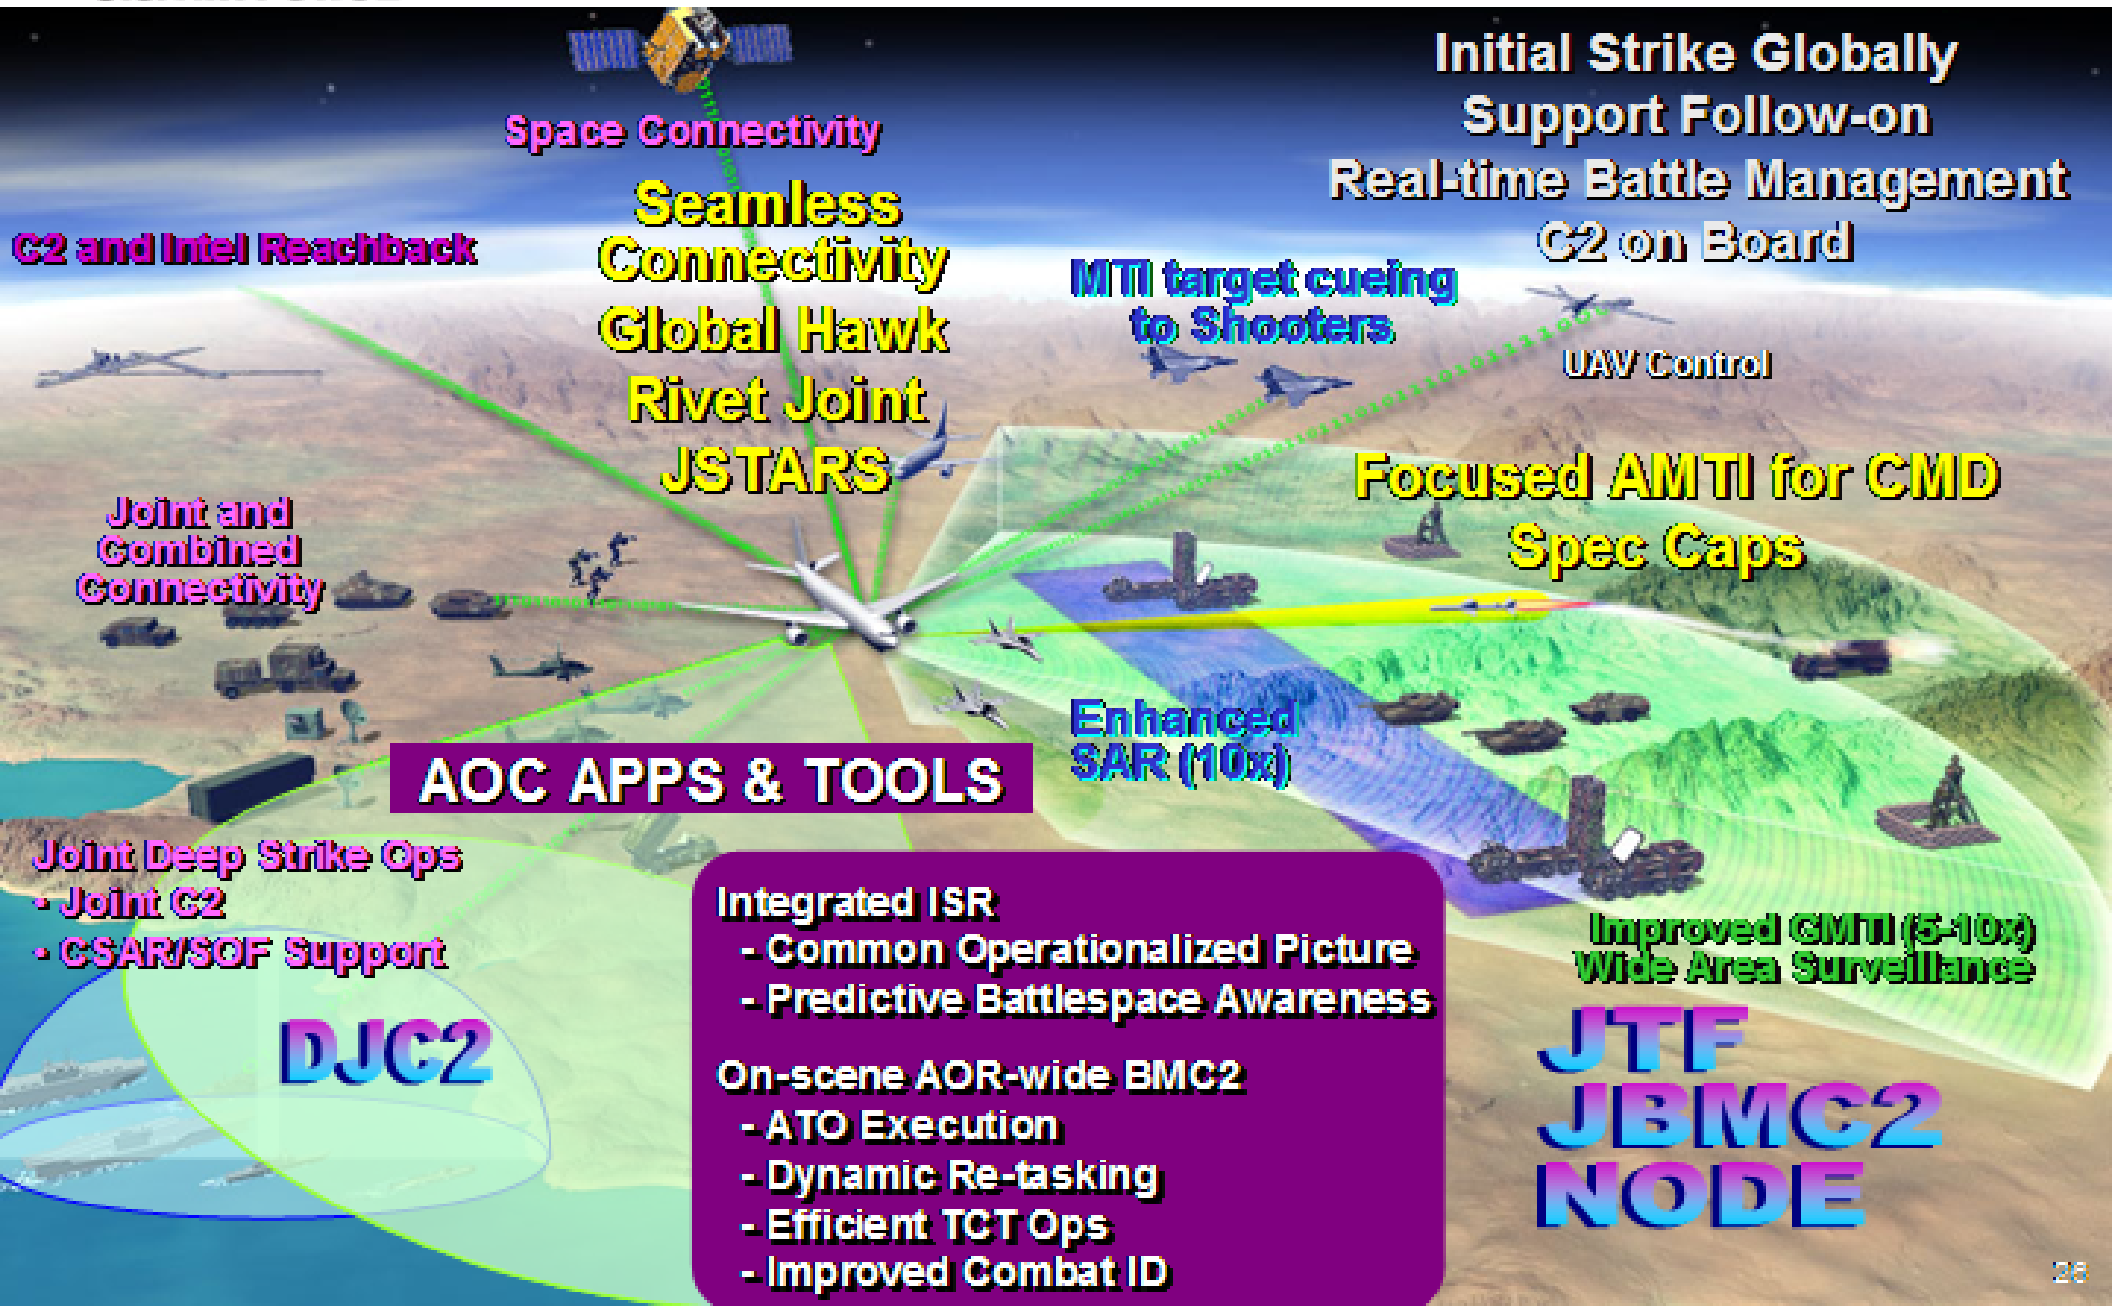 Initial Strike Globally
Support Follow-on
Real-time Battle Management
C2 on Board
Space Connectivity
Seamless
Connectivity
Global Hawk
Rivet Joint
JSTARS
C2 and Intel Reachback
MTI target cueing
to Shooters
UAV Control
Focused AMTI for CMD
Spec Caps
Joint and
Combined
Connectivity
Enhanced
SAR (10x)
AOC APPS & TOOLS
Joint Deep Strike Ops
• Joint C2
• CSAR/SOF Support
DJC2
Integrated ISR
- Common Operationalized Picture
- Predictive Battlespace Awareness
On-scene AOR-wide BMC2
- ATO Execution
- Dynamic Re-tasking
- Efficient TCT Ops
- Improved Combat ID
Improved GMTI (5-10x)
Wide Area Surveillance
JTF
JBMC2
NODE